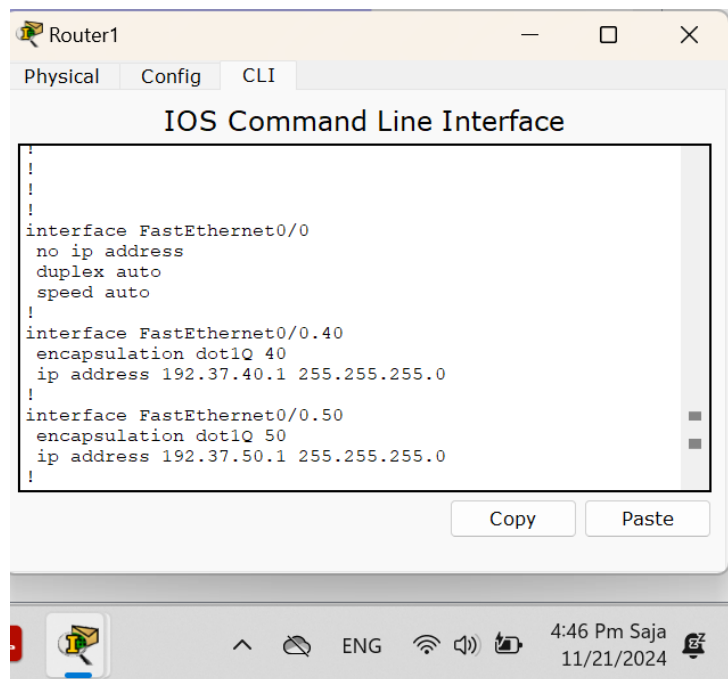 Router1
Physical Config CLI
IOS Command Line Interface
!
!
!
!
interface FastEthernet0/0
 no ip address
 duplex auto
 speed auto
!
interface FastEthernet0/0.40
 encapsulation dot1Q 40
 ip address 192.37.40.1 255.255.255.0
!
interface FastEthernet0/0.50
 encapsulation dot1Q 50
 ip address 192.37.50.1 255.255.255.0
!
Copy Paste
ENG
4:46 Pm Saja
11/21/2024